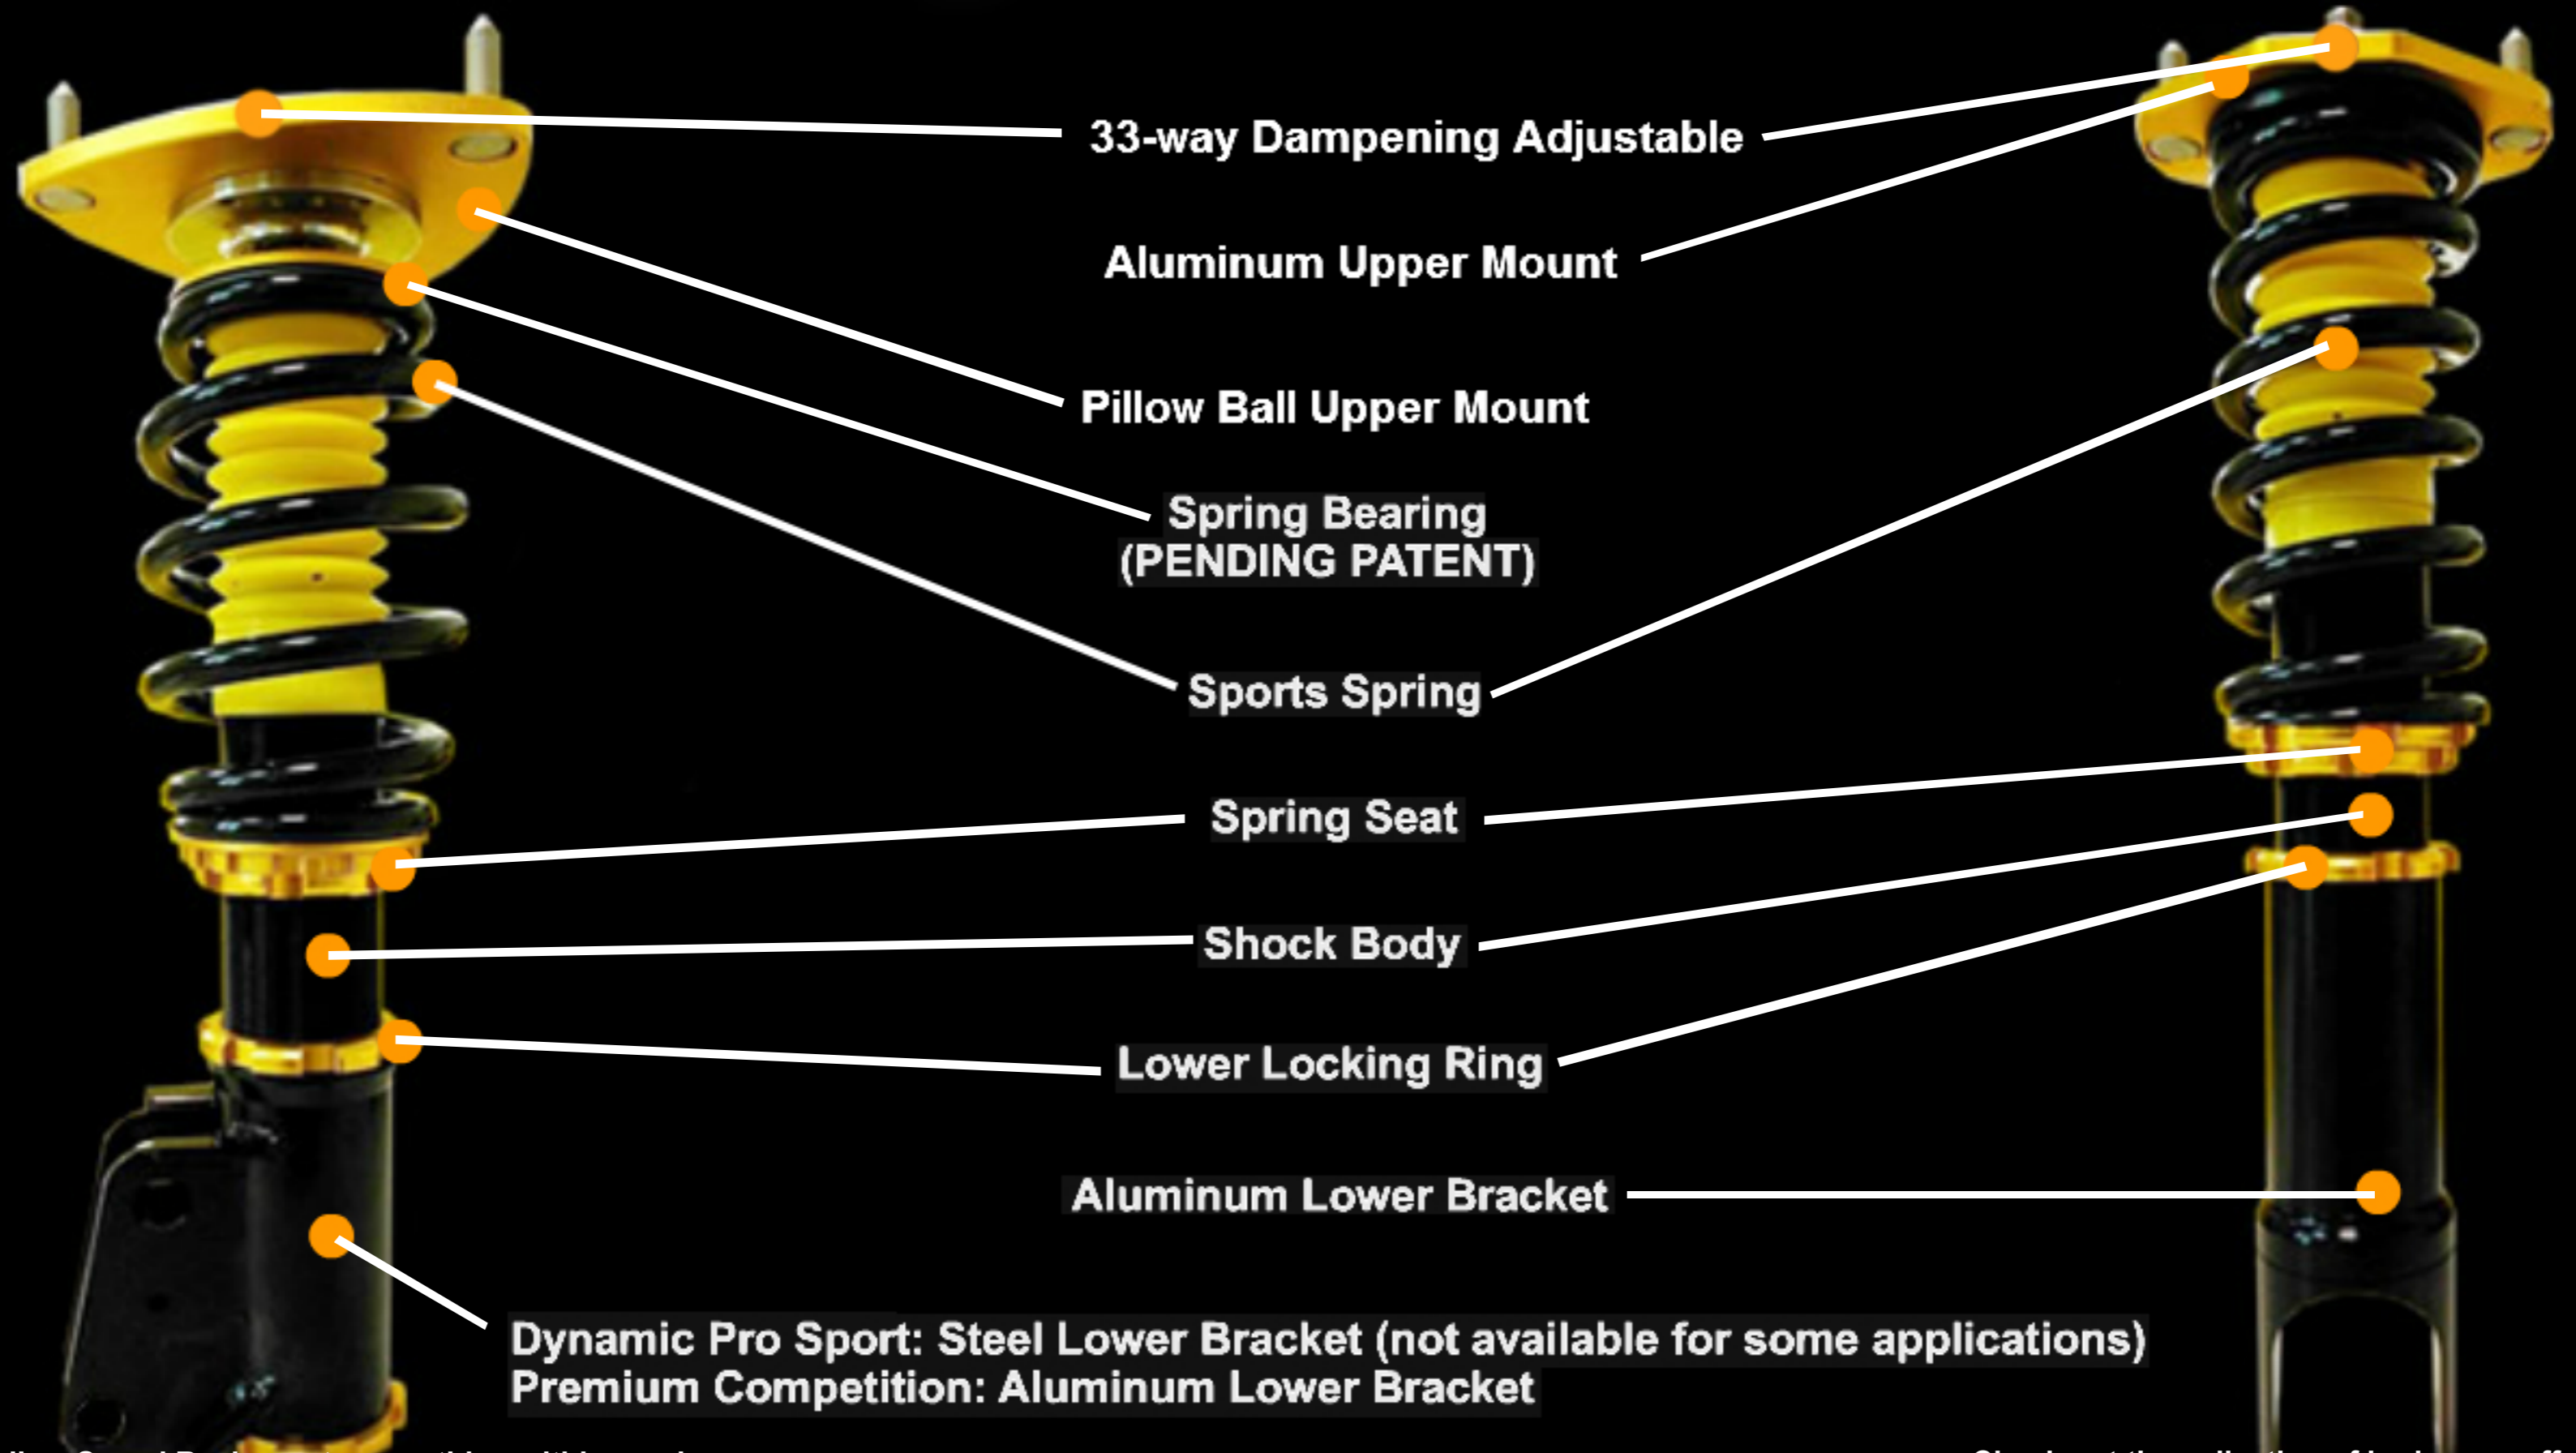 33-way Dampening Adjustable
Aluminum Upper Mount
Pillow Ball Upper Mount
Spring Bearing
(PENDING PATENT)
Sports Spring
Spring Seat
Shock Body
Lower Locking Ring
Aluminum Lower Bracket
Dynamic Pro Sport: Steel Lower Bracket (not available for some applications)
Premium Competition: Aluminum Lower Bracket